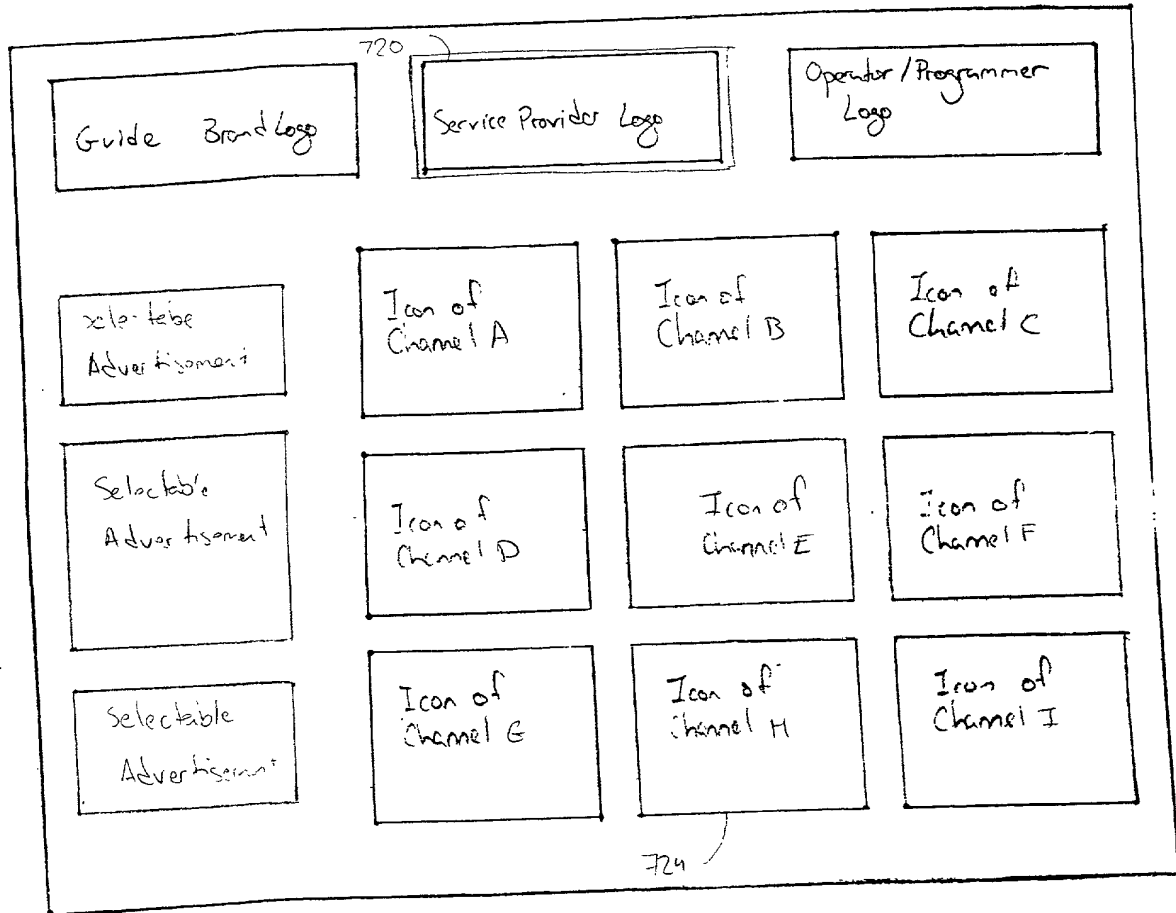 720
Guide Brand Logo
Service Provider Logo
Operator/Programmer
Logo
Selectable
Advertisement
Selectable
Advertisement
Selectable
Advertisement
Icon of
Channel A
Icon of
Channel B
Icon of
Channel C
Icon of
Channel D
Icon of
Channel E
Icon of
Channel F
Icon of
Channel G
Icon of
Channel H
Icon of
Channel I
724